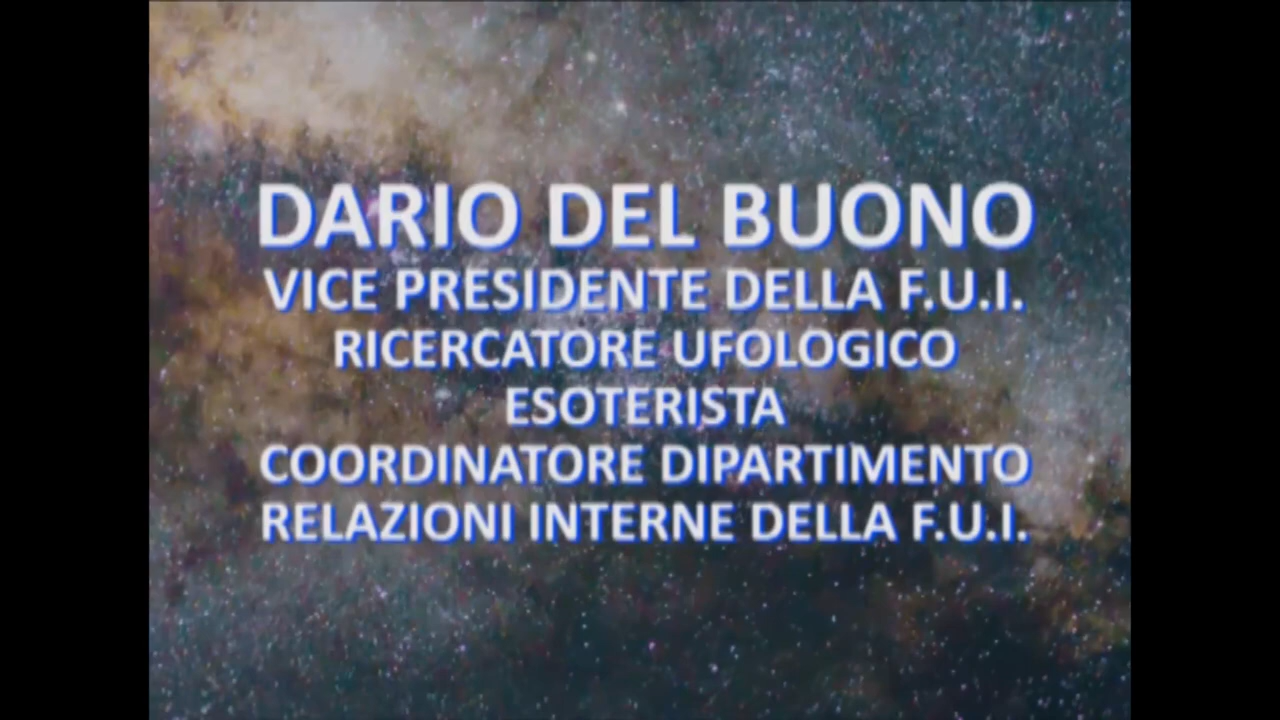 DARIO DEL BUONO
VICE PRESIDENTE DELLA F.U.I.
RICERCATORE UFOLOGICO
ESOTERISTA
COORDINATORE DIPARTIMENTO
RELAZIONI INTERNE DELLA F.U.I.